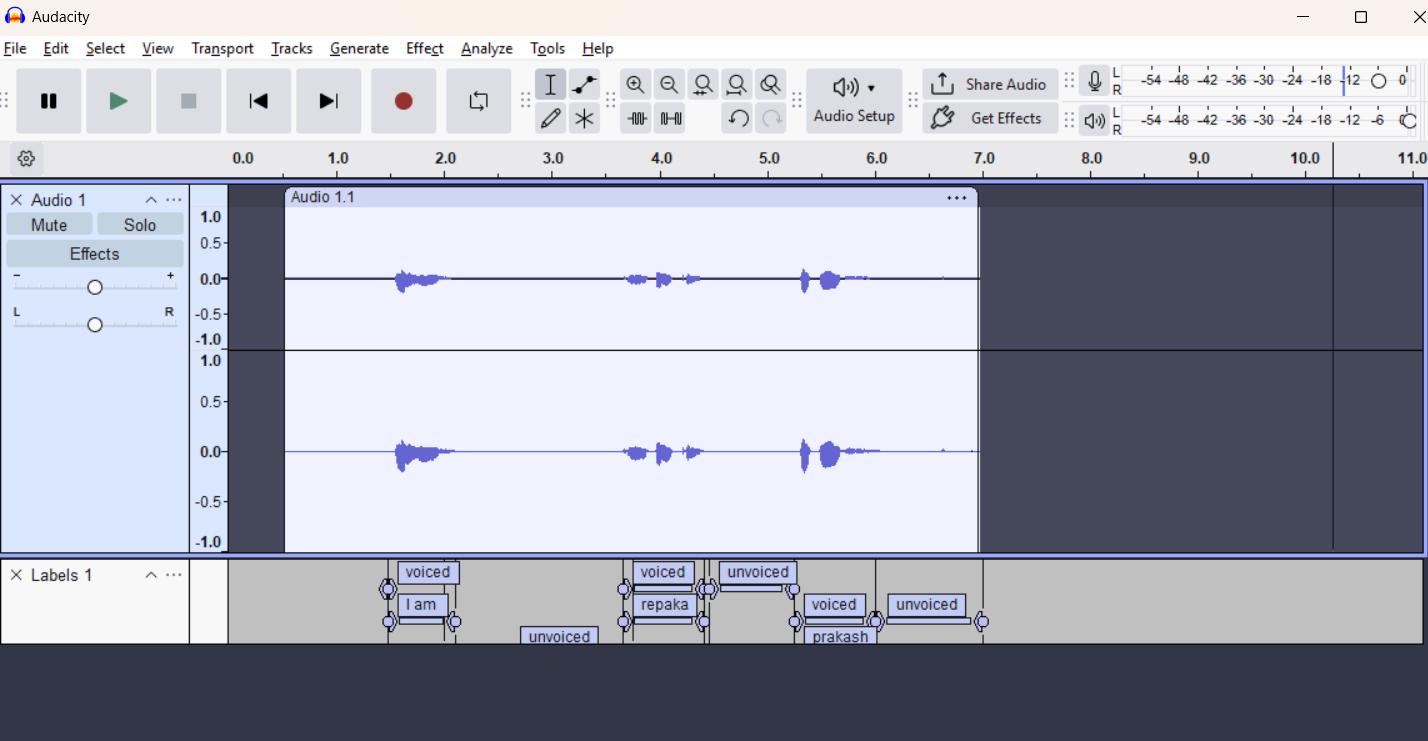 Audacity
File Edit Select View Transport Tracks Generate Effect Analyze Tools Help
Audio Setup
Share Audio
Get Effects
L
R
-54 -48 -42 -36 -30 -24 -18 -12 0
L
R
-54 -48 -42 -36 -30 -24 -18 -12 -6 0
0.0 1.0 2.0 3.0 4.0 5.0 6.0 7.0 8.0 9.0 10.0 11.0
Audio 1
Mute Solo
Effects
- +
L R
1.0
0.5
0.0
-0.5
-1.0
1.0
0.5
0.0
-0.5
-1.0
Audio 1.1
Labels 1
voiced voiced unvoiced
I am repaka voiced unvoiced
unvoiced prakash